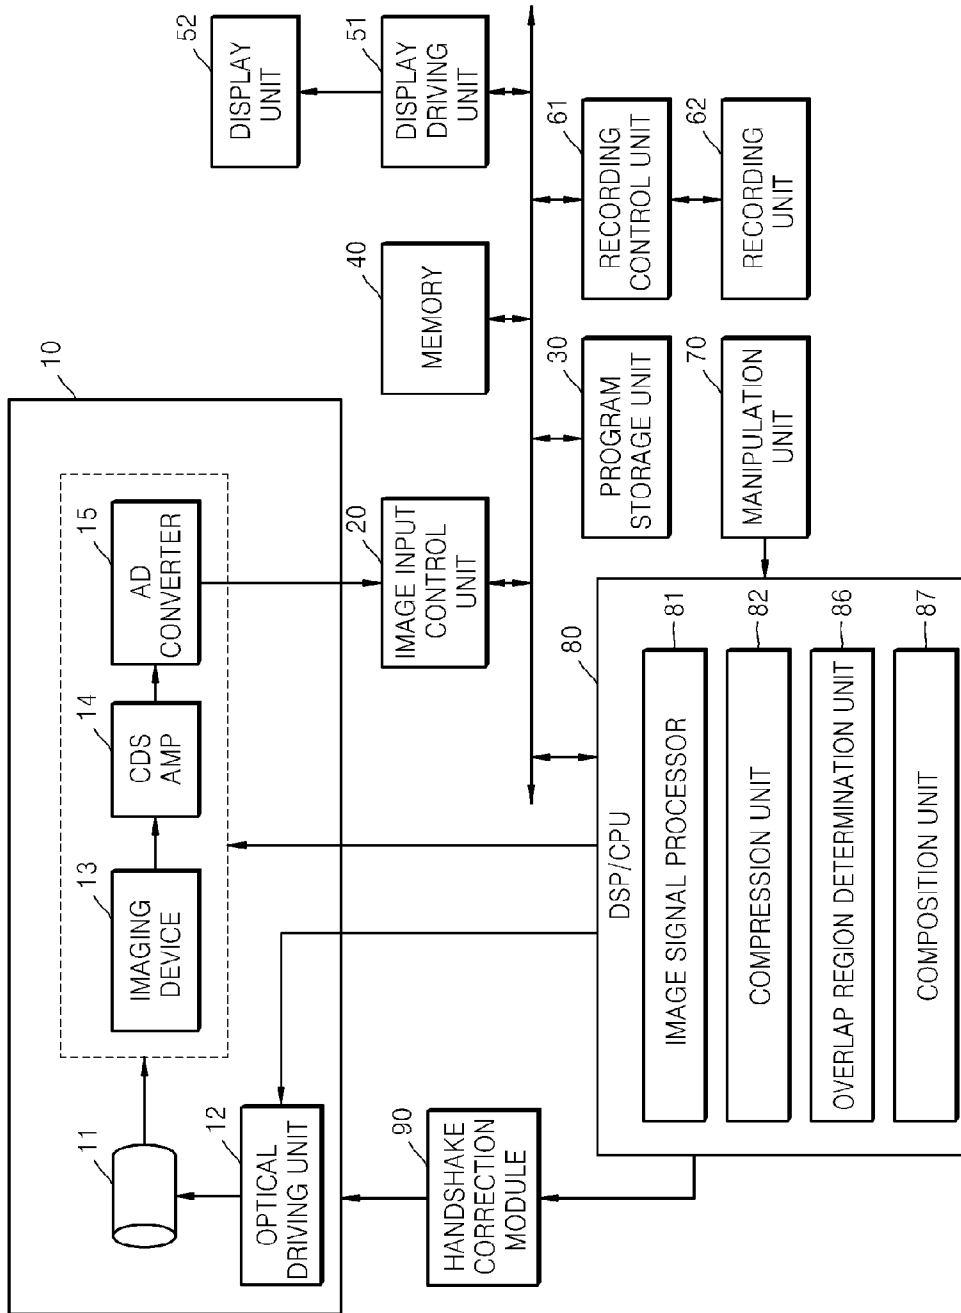 10
11
12
OPTICAL
DRIVING UNIT
13
IMAGING
DEVICE
14
CDS
AMP
15
AD
CONVERTER
90
HANDSHAKE
CORRECTION
MODULE
20
IMAGE INPUT
CONTROL
UNIT
40
MEMORY
51
DISPLAY
DRIVING
UNIT
52
DISPLAY
UNIT
80
DSP/CPU
IMAGE SIGNAL PROCESSOR
81
COMPRESSION UNIT
82
OVERLAP REGION DETERMINATION UNIT
86
COMPOSITION UNIT
87
30
PROGRAM
STORAGE UNIT
70
MANIPULATION
UNIT
61
RECORDING
CONTROL UNIT
62
RECORDING
UNIT